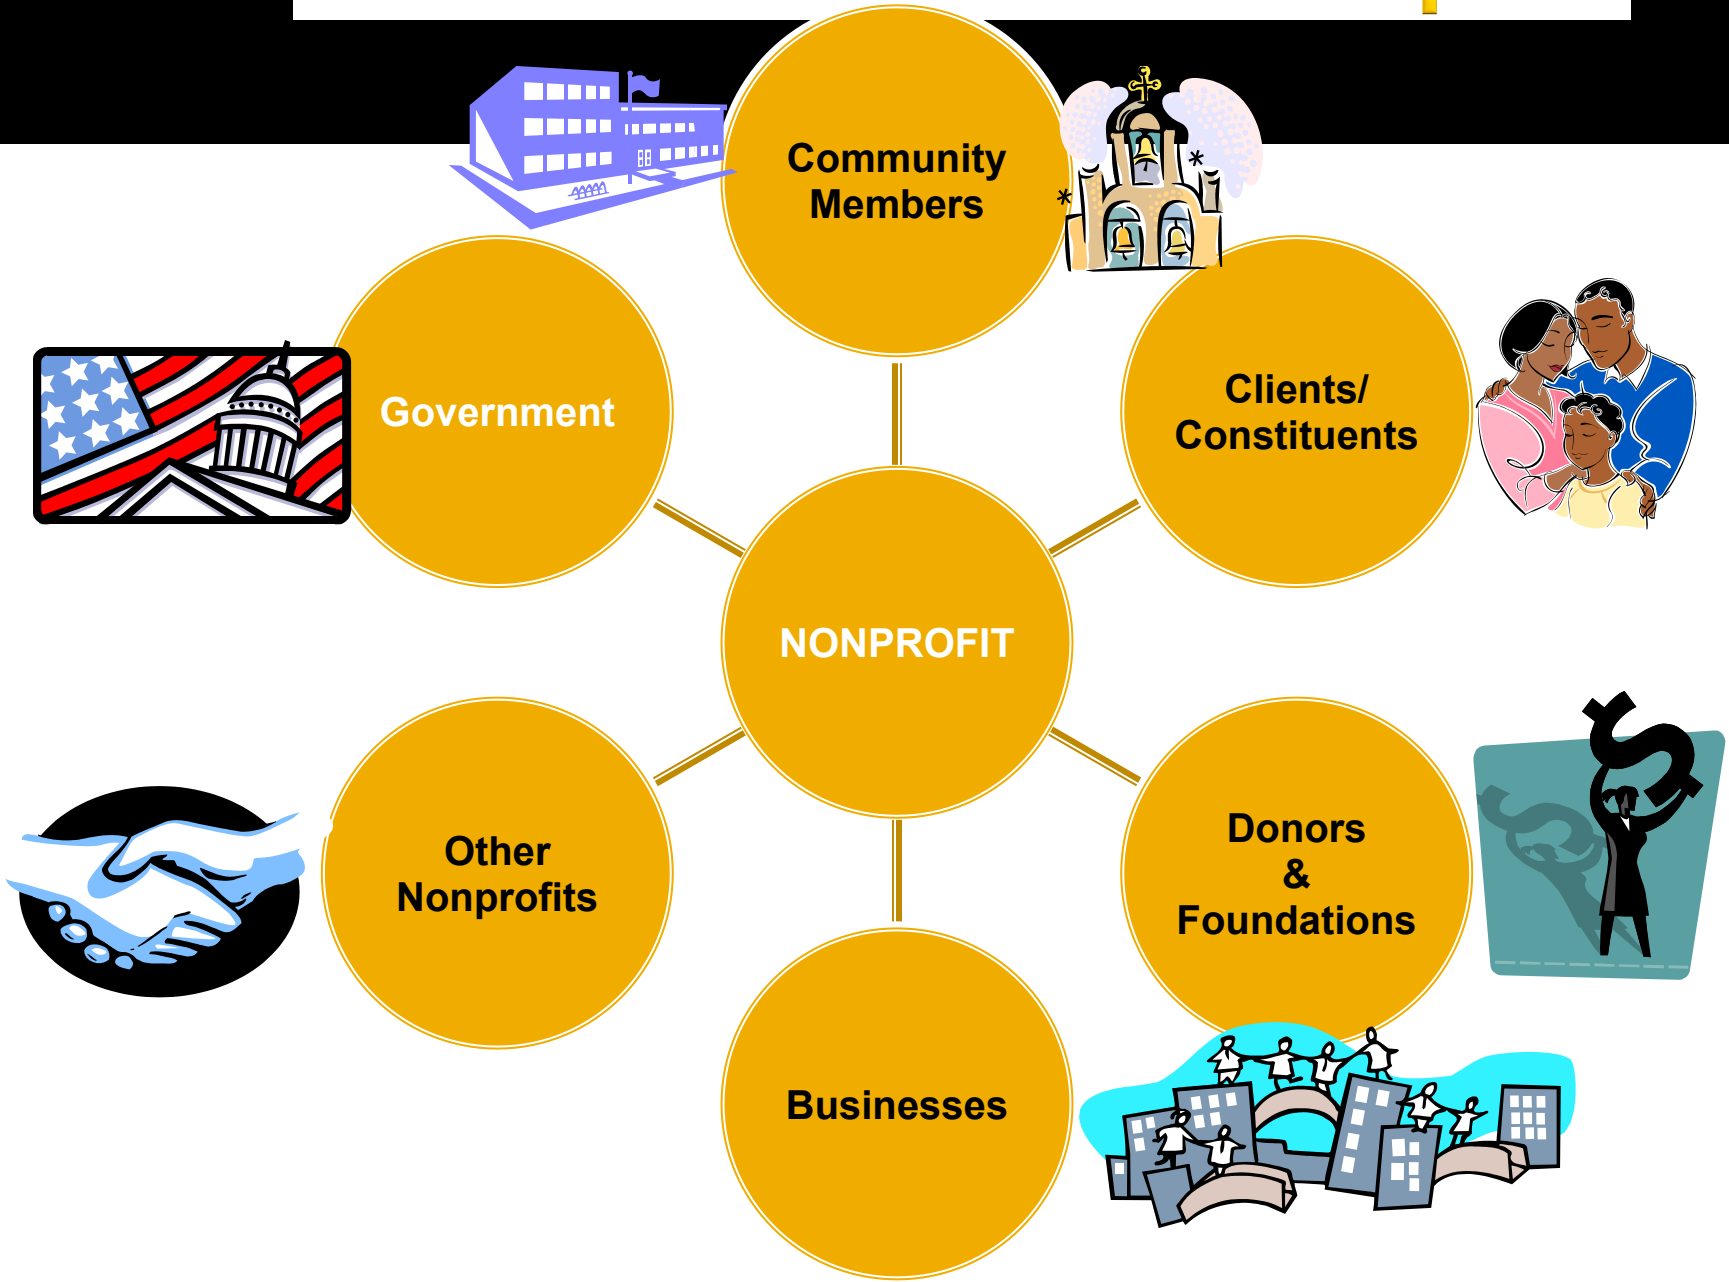 Community
Members
Government
Clients/
Constituents
NONPROFIT
Other
Nonprofits
Donors
&
Foundations
Businesses